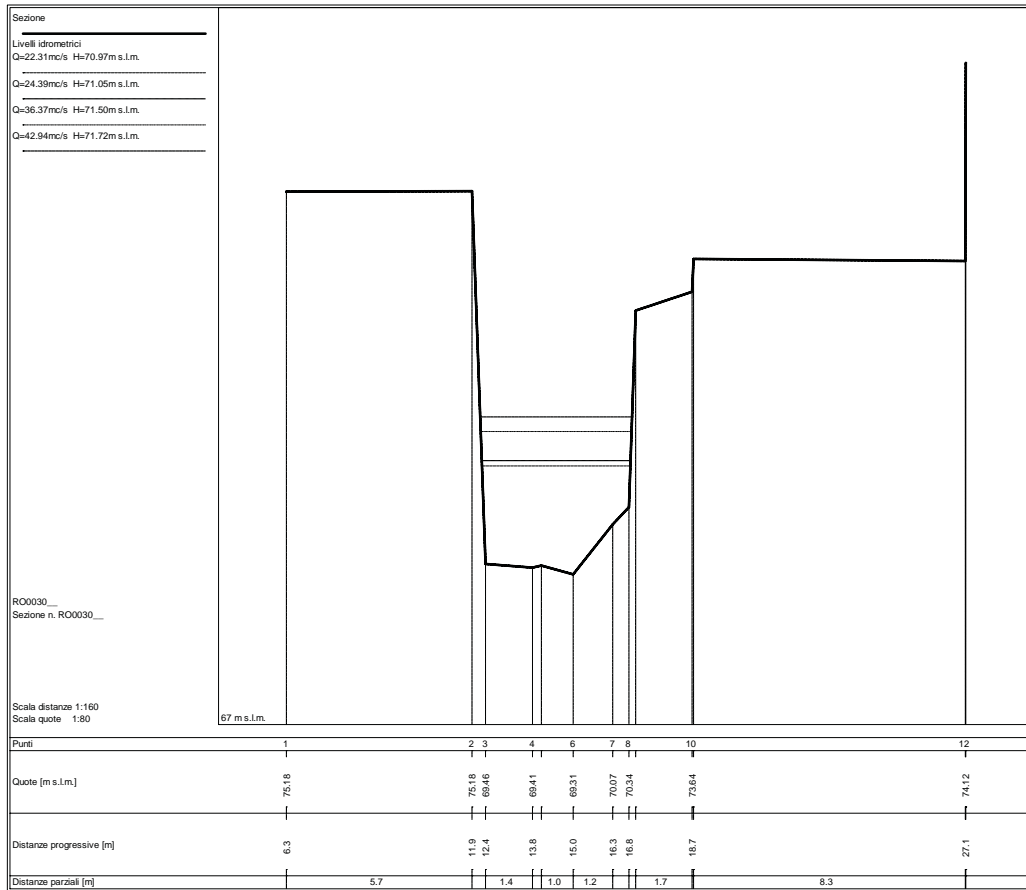 Sezione
Livelli idrometrici
Q=22.31mc/s H=70.97m s.l.m.
Q=24.39mc/s H=71.05m s.l.m.
Q=36.37mc/s H=71.50m s.l.m.
Q=42.94mc/s H=71.72m s.l.m.
RO0030__
Sezione n. RO0030__
Scala distanze 1:160
Scala quote 1:80
67 m s.l.m.
Punti 1 2 3 4 6 7 8 10 12
Quote [m s.l.m.] 75.18 75.18 69.46 69.41 69.31 70.07 70.34 73.64 74.12
Distanze progressive [m] 6.3 11.9 12.4 13.8 15.0 16.3 16.8 18.7 27.1
Distanze parziali [m] 5.7 1.4 1.0 1.2 1.7 8.3